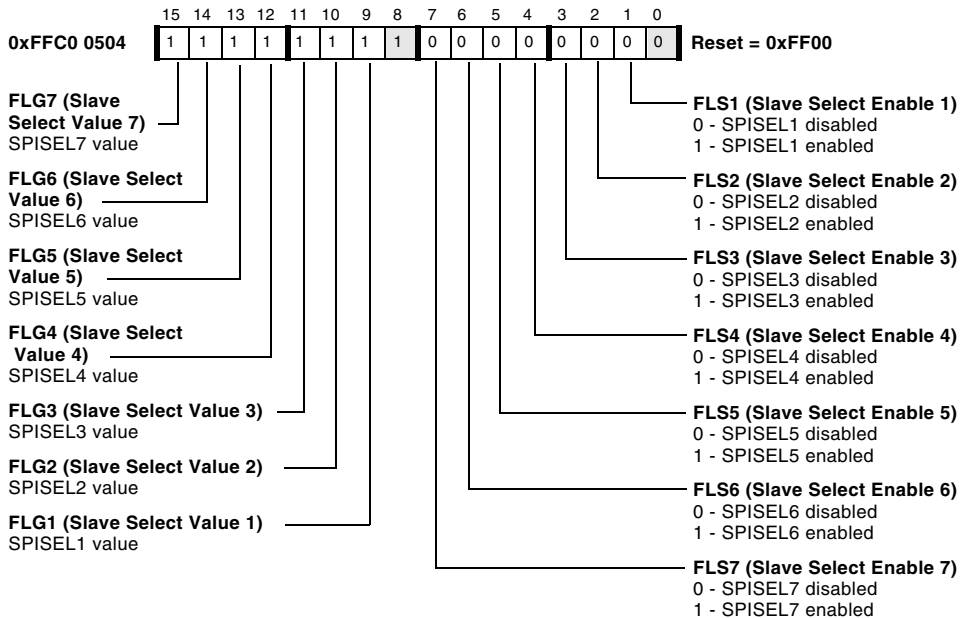 15 14 13 12 11 10 9 8 7 6 5 4 3 2 1 0
0xFFC0 0504 1 1 1 1 1 1 1 1 0 0 0 0 0 0 0 0 Reset = 0xFF00
FLG7 (Slave
Select Value 7)
SPISEL7 value
FLG6 (Slave Select
Value 6)
SPISEL6 value
FLG5 (Slave Select
Value 5)
SPISEL5 value
FLG4 (Slave Select
Value 4)
SPISEL4 value
FLG3 (Slave Select Value 3)
SPISEL3 value
FLG2 (Slave Select Value 2)
SPISEL2 value
FLG1 (Slave Select Value 1)
SPISEL1 value
FLS1 (Slave Select Enable 1)
0 - SPISEL1 disabled
1 - SPISEL1 enabled
FLS2 (Slave Select Enable 2)
0 - SPISEL2 disabled
1 - SPISEL2 enabled
FLS3 (Slave Select Enable 3)
0 - SPISEL3 disabled
1 - SPISEL3 enabled
FLS4 (Slave Select Enable 4)
0 - SPISEL4 disabled
1 - SPISEL4 enabled
FLS5 (Slave Select Enable 5)
0 - SPISEL5 disabled
1 - SPISEL5 enabled
FLS6 (Slave Select Enable 6)
0 - SPISEL6 disabled
1 - SPISEL6 enabled
FLS7 (Slave Select Enable 7)
0 - SPISEL7 disabled
1 - SPISEL7 enabled